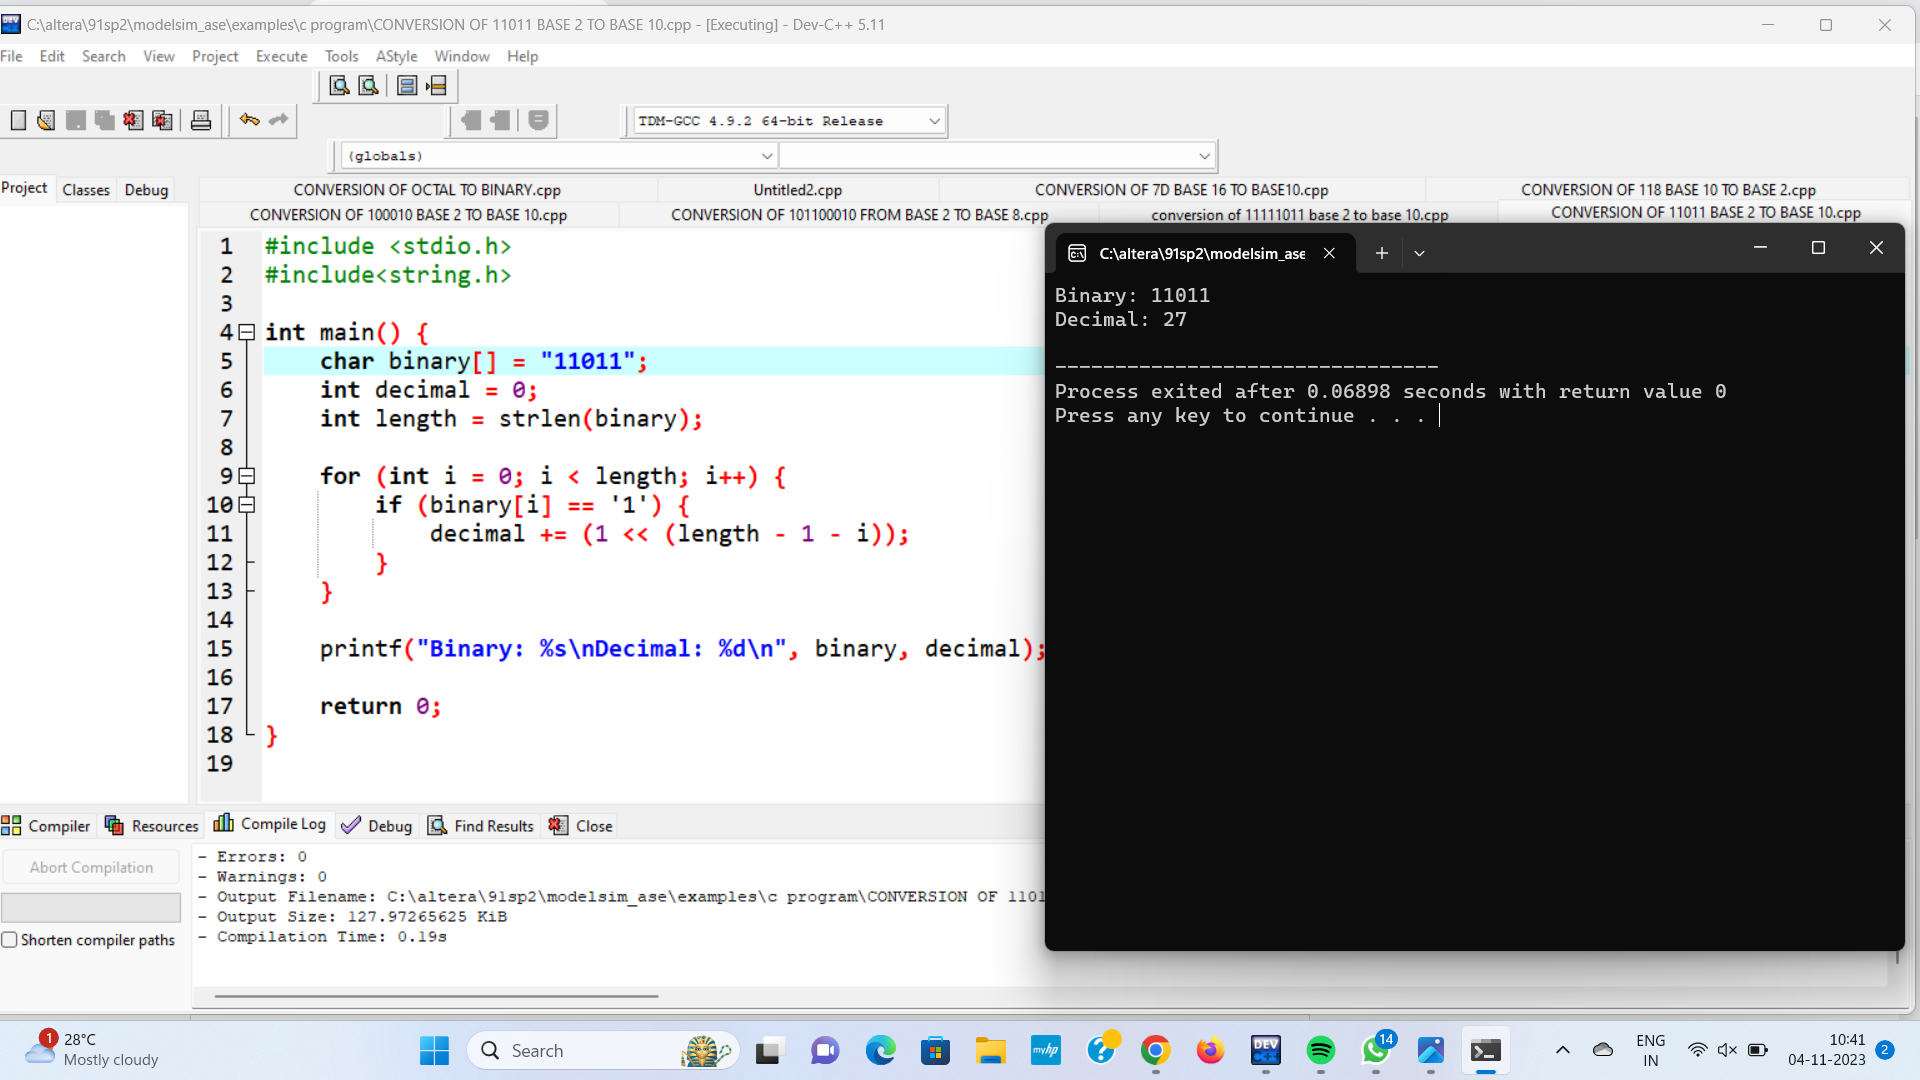 C:\altera\91sp2\modelsim_ase\examples\c program\CONVERSION OF 11011 BASE 2 TO BASE 10.cpp - [Executing] - Dev-C++ 5.11
File Edit Search View Project Execute Tools AStyle Window Help
TDM-GCC 4.9.2 64-bit Release
(globals)
Project Classes Debug
CONVERSION OF OCTAL TO BINARY.cpp Untitled2.cpp CONVERSION OF 7D BASE 16 TO BASE10.cpp CONVERSION OF 118 BASE 10 TO BASE 2.cpp
CONVERSION OF 100010 BASE 2 TO BASE 10.cpp CONVERSION OF 101100010 FROM BASE 2 TO BASE 8.cpp conversion of 11111011 base 2 to base 10.cpp CONVERSION OF 11011 BASE 2 TO BASE 10.cpp
1 #include <stdio.h>
2 #include<string.h>
3
4 int main() {
5 char binary[] = "11011";
6 int decimal = 0;
7 int length = strlen(binary);
8
9 for (int i = 0; i < length; i++) {
10 if (binary[i] == '1') {
11 decimal += (1 << (length - 1 - i));
12 }
13 }
14
15 printf("Binary: %s\nDecimal: %d\n", binary, decimal);
16
17 return 0;
18 }
19
C:\altera\91sp2\modelsim_ase
Binary: 11011
Decimal: 27
--------------------------------
Process exited after 0.06898 seconds with return value 0
Press any key to continue . . .
Compiler Resources Compile Log Debug Find Results Close
Abort Compilation
Shorten compiler paths
- Errors: 0
- Warnings: 0
- Output Filename: C:\altera\91sp2\modelsim_ase\examples\c program\CONVERSION OF 1101
- Output Size: 127.97265625 KiB
- Compilation Time: 0.19s
1
28°C
Mostly cloudy
Search
myhp
DEV
C++
14
ENG
IN
10:41
04-11-2023
2